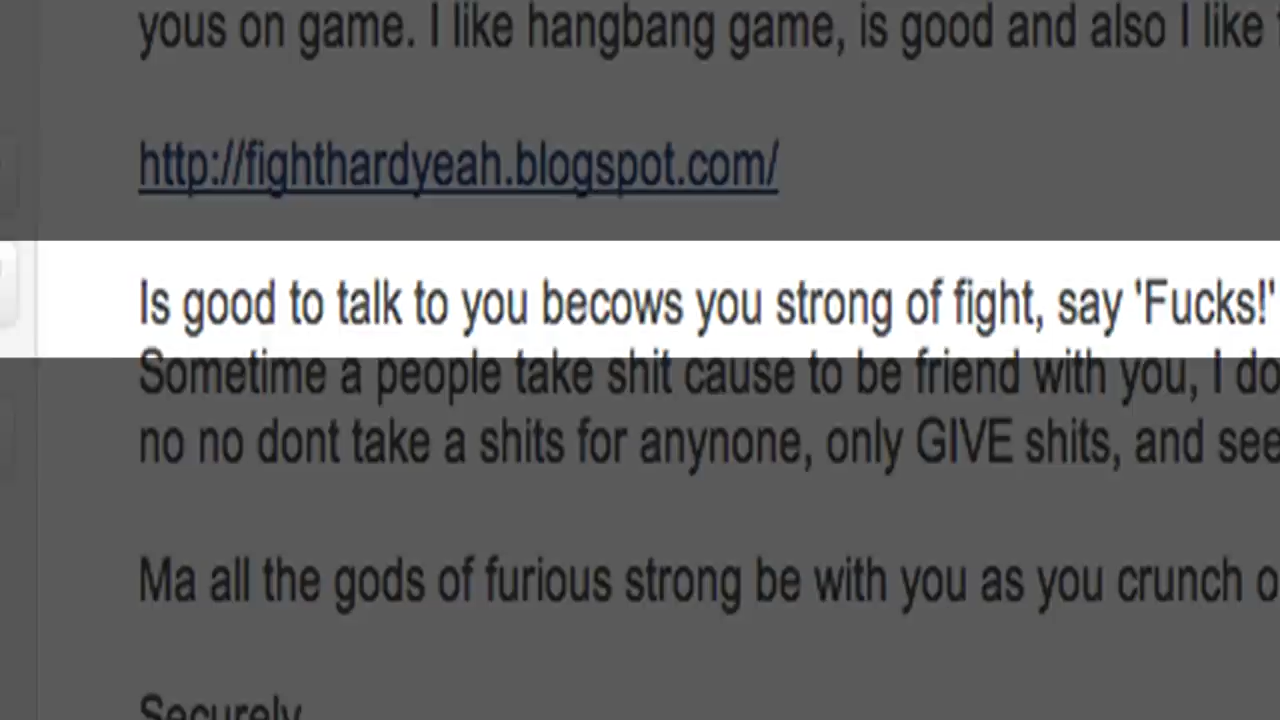 yous on game. I like hangbang game, is good and also I like
http://fighthardyeah.blogspot.com/
Is good to talk to you becows you strong of fight, say 'Fucks!'
Sometime a people take shit cause to be friend with you, I do
no no dont take a shits for anynone, only GIVE shits, and see
Ma all the gods of furious strong be with you as you crunch o
Securely